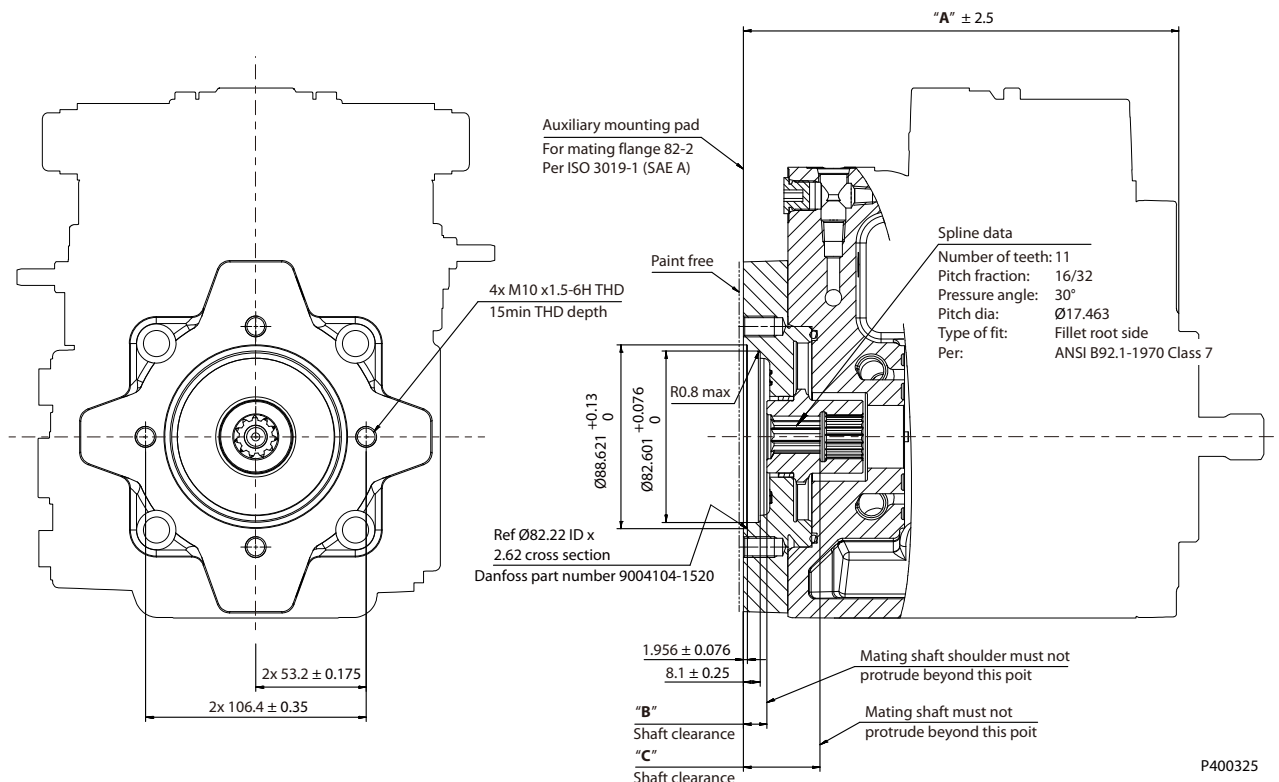 "A" ± 2.5
Auxiliary mounting pad
For mating flange 82-2
Per ISO 3019-1 (SAE A)
Paint free
4x M10 x1.5-6H THD
15min THD depth
Spline data
Number of teeth: 11
Pitch fraction: 16/32
Pressure angle: 30°
Pitch dia: Ø17.463
Type of fit: Fillet root side
Per: ANSI B92.1-1970 Class 7
R0.8 max
Ø88.621 +0.13
0
Ø82.601 +0.076
0
Ref Ø82.22 ID x
2.62 cross section
Danfoss part number 9004104-1520
1.956 ± 0.076
8.1 ± 0.25
2x 53.2 ± 0.175
2x 106.4 ± 0.35
Mating shaft shoulder must not
protrude beyond this poit
"B"
Shaft clearance
Mating shaft must not
protrude beyond this poit
"C"
Shaft clearance
P400325